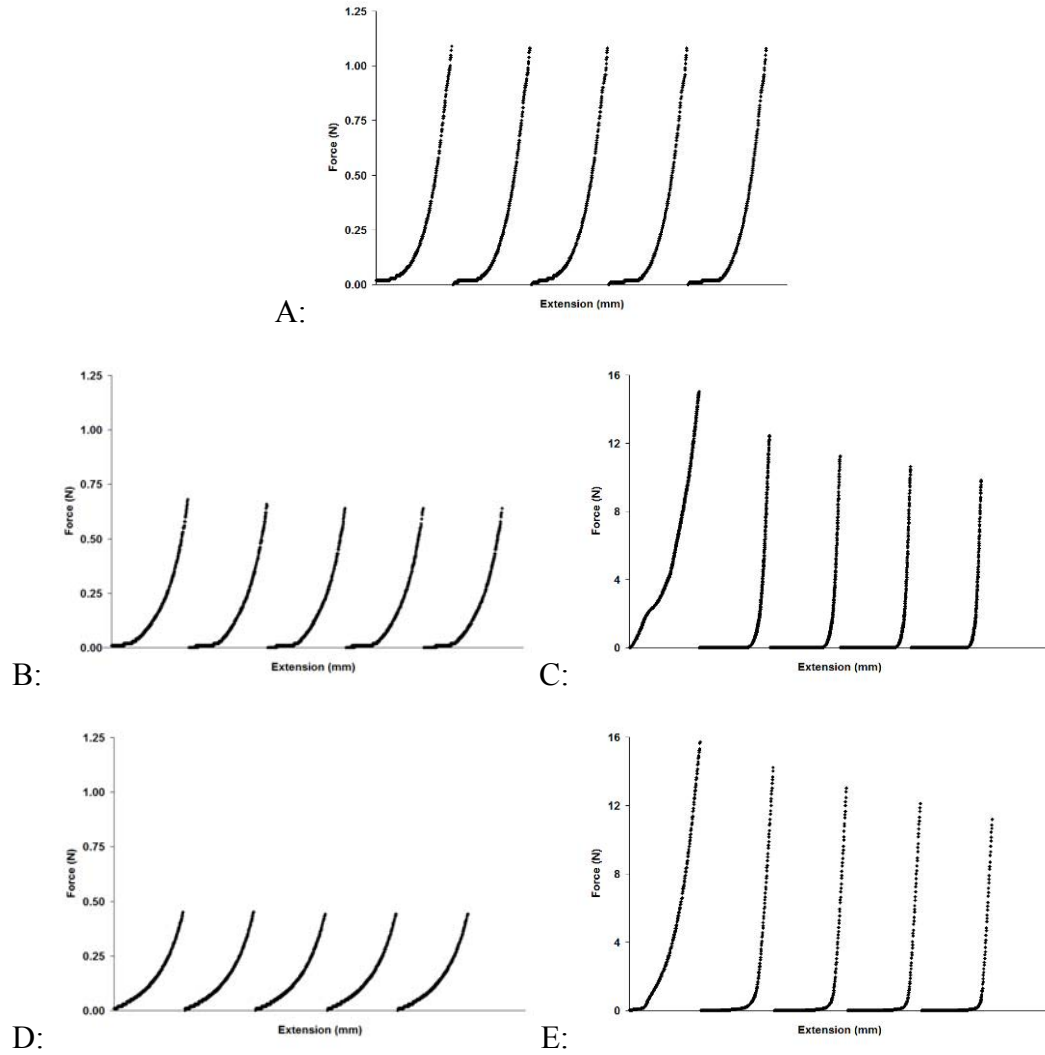 1.25
1.00
0.75
0.50
0.25
0.00
Force (N)
Extension (mm)
A:
1.25
1.00
0.75
0.50
0.25
0.00
Force (N)
Extension (mm)
B:
16
12
8
4
0
Force (N)
Extension (mm)
C:
1.25
1.00
0.75
0.50
0.25
0.00
Force (N)
Extension (mm)
D:
16
12
8
4
0
Force (N)
Extension (mm)
E: